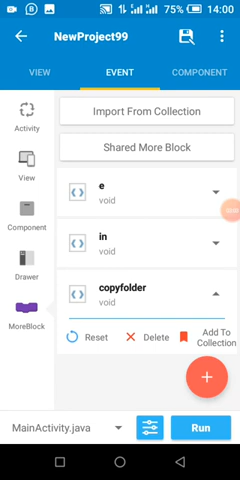 75% 14:00
NewProject99
VIEW EVENT COMPONENT
Import From Collection
Shared More Block
Activity
View
Component
Drawer
MoreBlock
e
void
in
void
copyfolder
void
Reset Delete Add To Collection
MainActivity.java Run